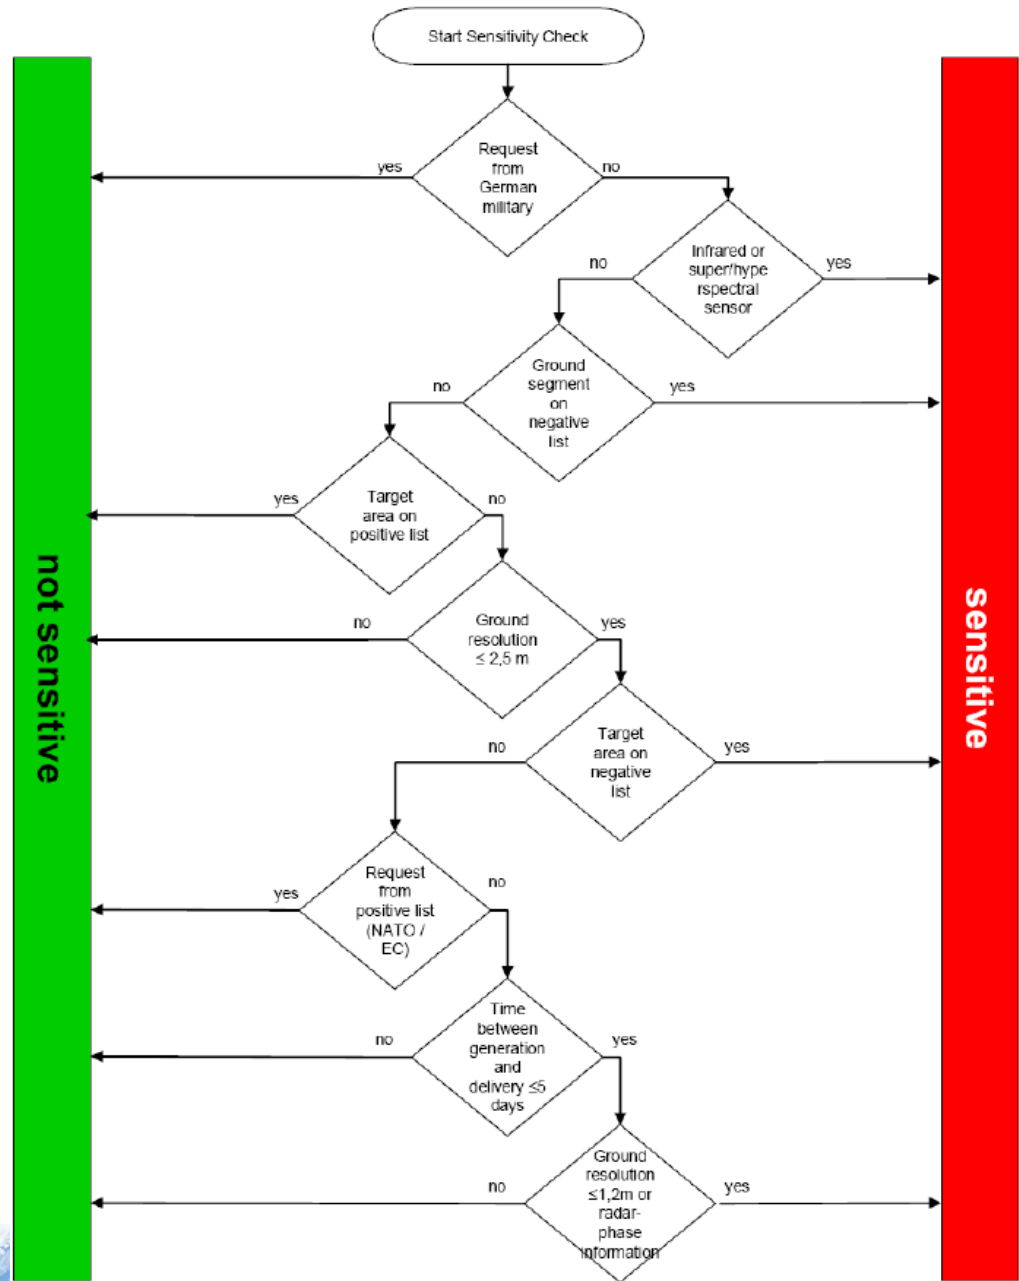 Start Sensitivity Check
Request
from
German
military
yes
no
Infrared or
super/hype
rspectral
sensor
no
yes
Ground
segment
on
negative
list
no
yes
Target
area on
positive list
yes
no
Ground
resolution
≤ 2,5 m
no
yes
Target
area on
negative
list
no
yes
Request
from
positive list
(NATO /
EC)
yes
no
Time
between
generation
and
delivery ≤5
days
no
yes
Ground
resolution
≤1,2m or
radar-
phase
information
no
yes
not sensitive
sensitive